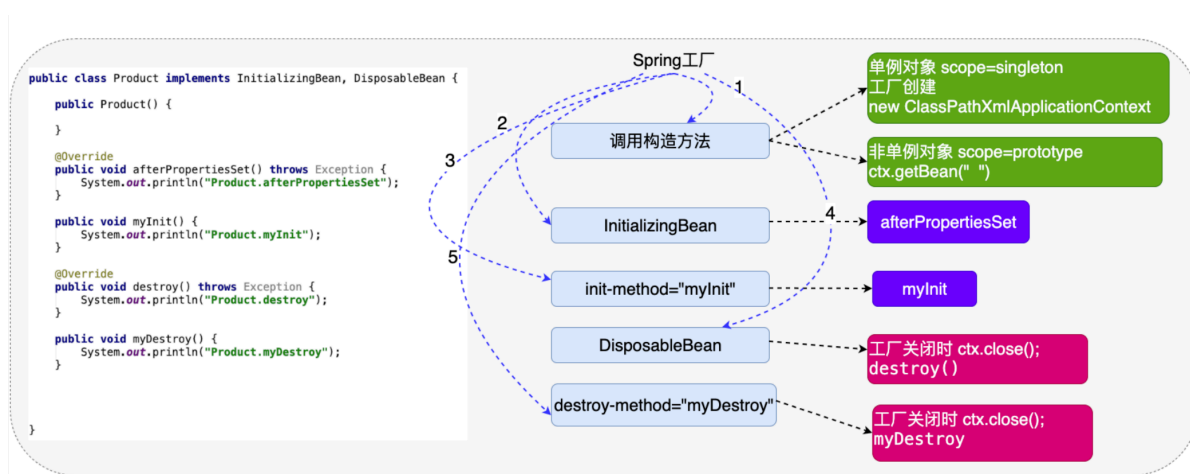 public class Product implements InitializingBean, DisposableBean {
public Product() {
}
@Override
public void afterPropertiesSet() throws Exception {
System.out.println("Product.afterPropertiesSet");
}
public void myInit() {
System.out.println("Product.myInit");
}
@Override
public void destroy() throws Exception {
System.out.println("Product.destroy");
}
public void myDestroy() {
System.out.println("Product.myDestroy");
}
}
Spring工厂
1
2
3
4
5
调用构造方法
单例对象 scope=singleton
工厂创建
new ClassPathXmlApplicationContext
非单例对象 scope=prototype
ctx.getBean(" ")
InitializingBean
afterPropertiesSet
init-method="myInit"
myInit
DisposableBean
工厂关闭时 ctx.close();
destroy()
destroy-method="myDestroy"
工厂关闭时 ctx.close();
myDestroy